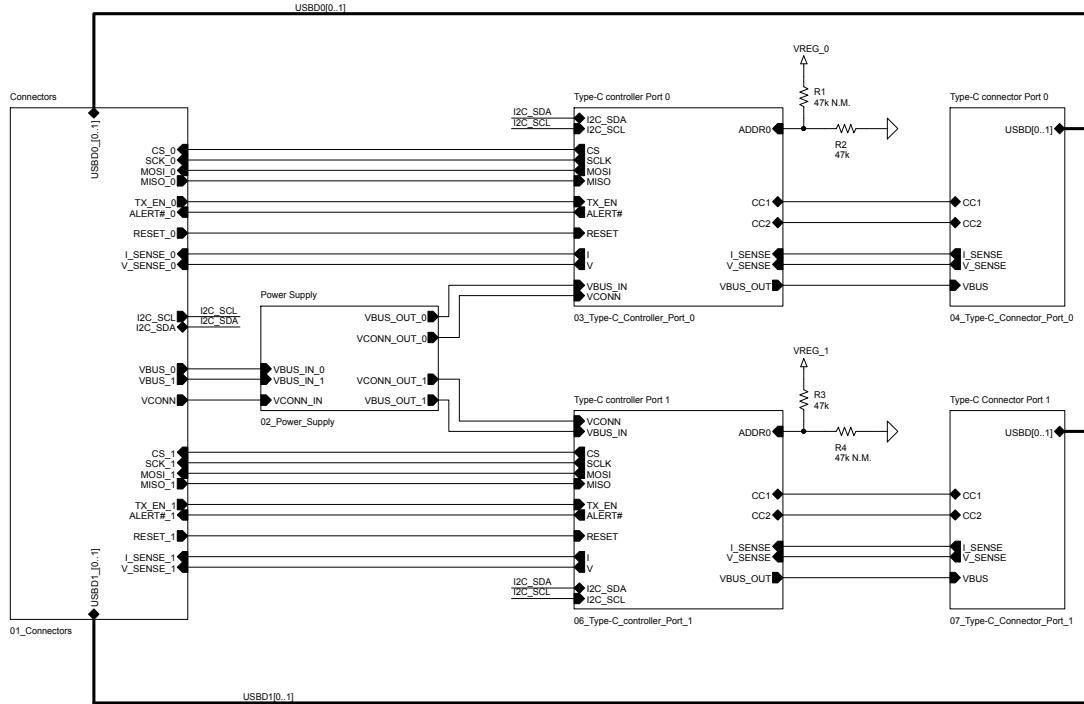 USBD0[0..1]
Connectors
USBD0_[0..1]
CS_0
SCK_0
MOSI_0
MISO_0
TX_EN_0
ALERT#_0
RESET_0
I_SENSE_0
V_SENSE_0
I2C_SCL
I2C_SDA
I2C_SCL
I2C_SDA
VBUS_0
VBUS_1
VCONN
CS_1
SCK_1
MOSI_1
MISO_1
TX_EN_1
ALERT#_1
RESET_1
I_SENSE_1
V_SENSE_1
USBD1_[0..1]
01_Connectors
Power Supply
VBUS_OUT_0
VCONN_OUT_0
VBUS_IN_0
VBUS_IN_1
VCONN_OUT_1
VBUS_OUT_1
VCONN_IN
02_Power_Supply
Type-C controller Port 0
I2C_SDA
I2C_SCL
I2C_SDA
I2C_SCL
ADDR0
CS
SCLK
MOSI
MISO
TX_EN
ALERT#
CC1
CC2
RESET
I
V
I_SENSE
V_SENSE
VBUS_IN
VCONN
VBUS_OUT
03_Type-C_Controller_Port_0
VREG_0
R1
47k N.M.
R2
47k
Type-C connector Port 0
USBD[0..1]
CC1
CC2
I_SENSE
V_SENSE
VBUS
04_Type-C_Connector_Port_0
Type-C controller Port 1
VCONN
VBUS_IN
ADDR0
CS
SCLK
MOSI
MISO
TX_EN
ALERT#
CC1
CC2
RESET
I
V
I_SENSE
V_SENSE
VBUS_OUT
I2C_SDA
I2C_SCL
I2C_SDA
I2C_SCL
06_Type-C_controller_Port_1
VREG_1
R3
47k
R4
47k N.M.
Type-C Connector Port 1
USBD[0..1]
CC1
CC2
I_SENSE
V_SENSE
VBUS
07_Type-C_Connector_Port_1
USBD1[0..1]